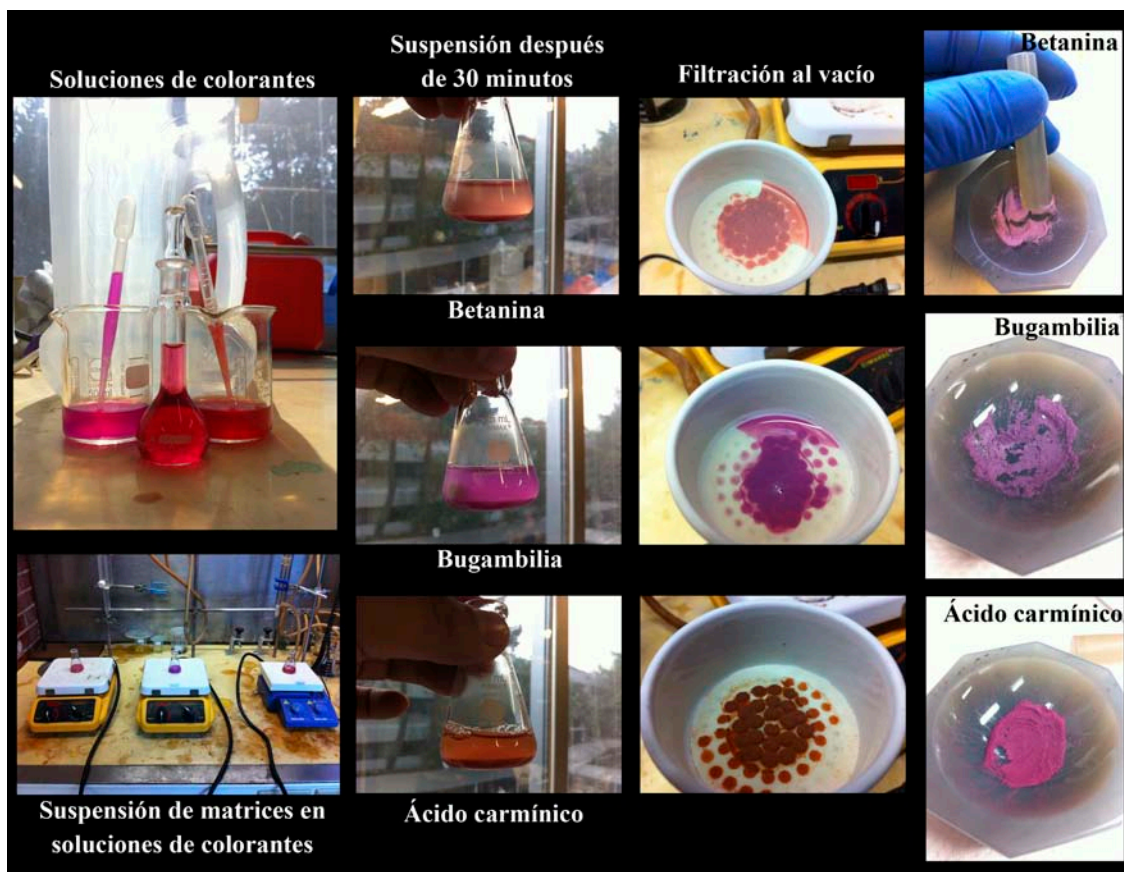 Soluciones de colorantes
Suspensión después
de 30 minutos
Filtración al vacío
Betanina
Betanina
Bugambilia
Bugambilia
Ácido carmínico
Suspensión de matrices en
soluciones de colorantes
Ácido carmínico